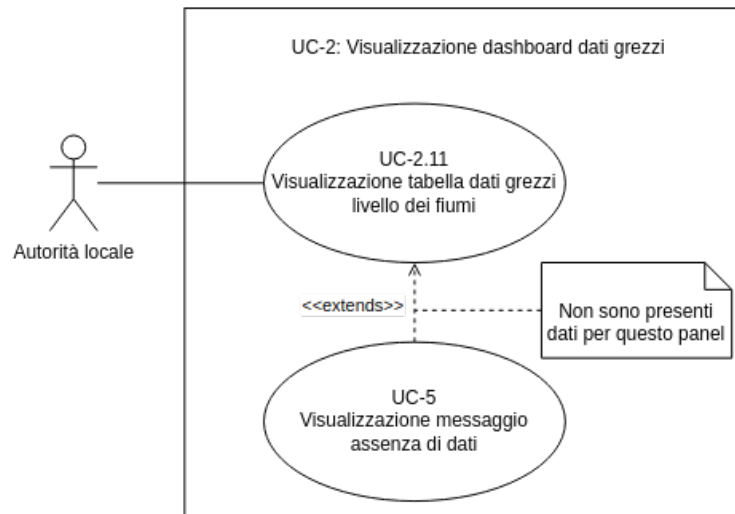 UC-2: Visualizzazione dashboard dati grezzi
UC-2.11
Visualizzazione tabella dati grezzi
livello dei fiumi
Autorità locale
<<extends>>
Non sono presenti
dati per questo panel
UC-5
Visualizzazione messaggio
assenza di dati